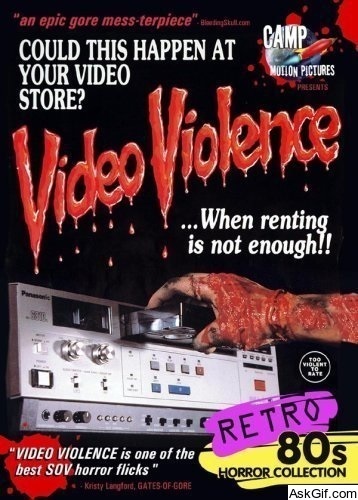 "an epic gore mess-terpiece" - BleedingSkull.com
COULD THIS HAPPEN AT
YOUR VIDEO
STORE?
CAMP
MOTION PICTURES
PRESENTS
Video Violence
...When renting
is not enough!!
Panasonic
TOO
VIOLENT
TO
RATE
RETRO
80s
HORROR COLLECTION
"VIDEO VIOLENCE is one of the
best SOV horror flicks"
- Kristy Langford, GATES OF GORE
AskGif.com